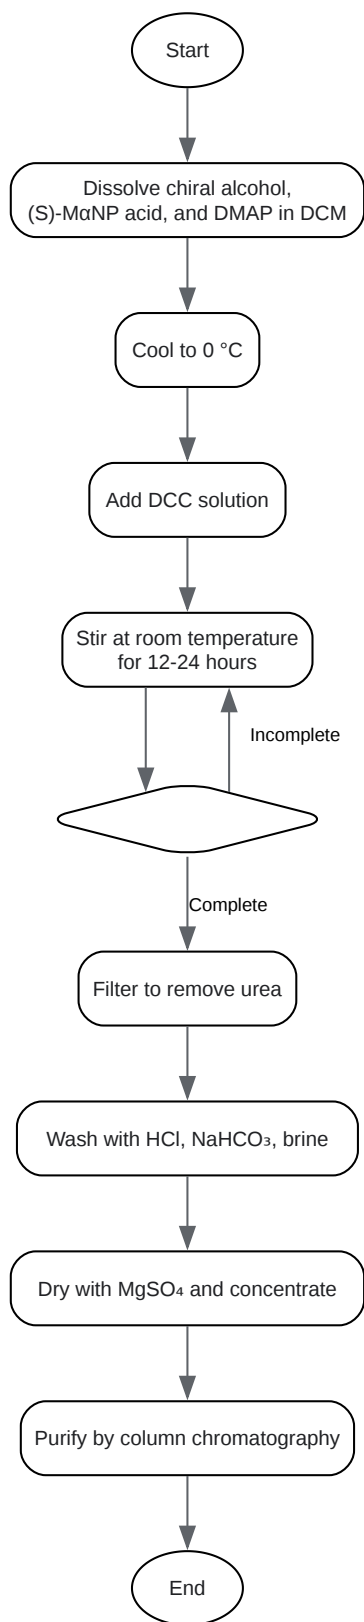 Start
Dissolve chiral alcohol,
(S)-MαNP acid, and DMAP in DCM
Cool to 0 °C
Add DCC solution
Stir at room temperature
for 12-24 hours
Incomplete
Complete
Filter to remove urea
Wash with HCl, NaHCO₃, brine
Dry with MgSO₄ and concentrate
Purify by column chromatography
End